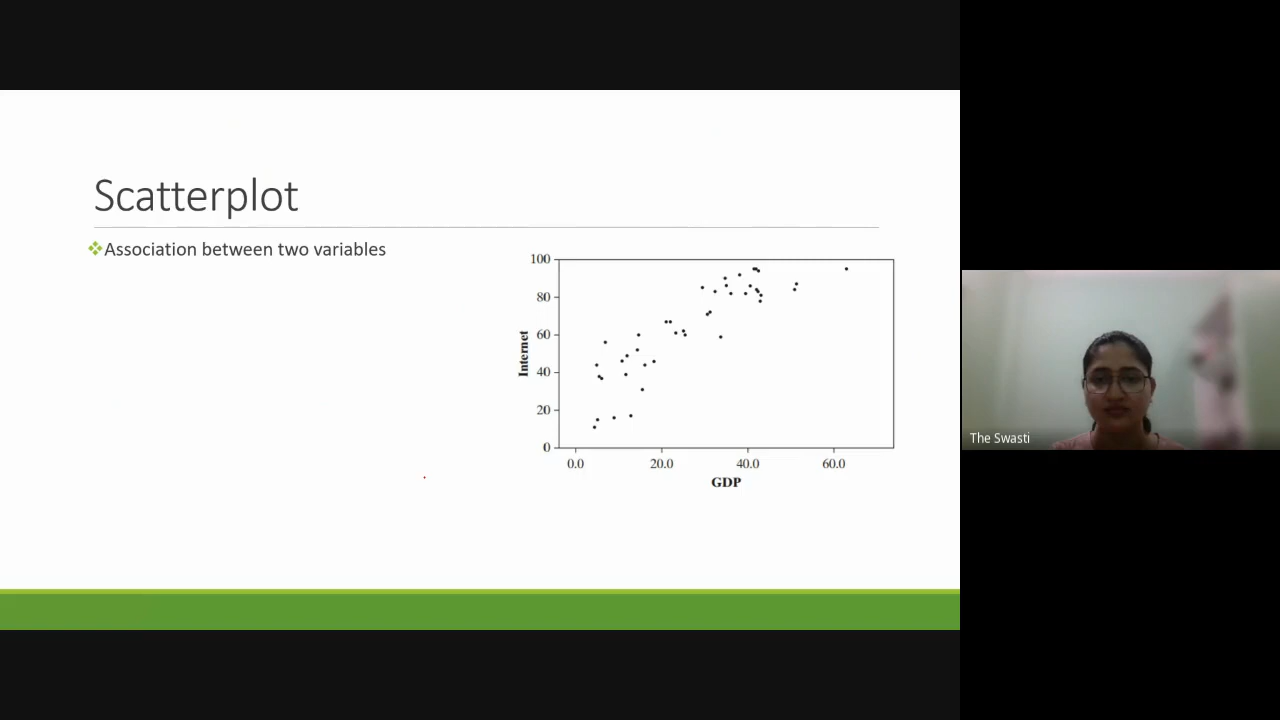 Scatterplot
Association between two variables
100
80
60
40
20
0
Internet
0.0 20.0 40.0 60.0
GDP
The Swasti